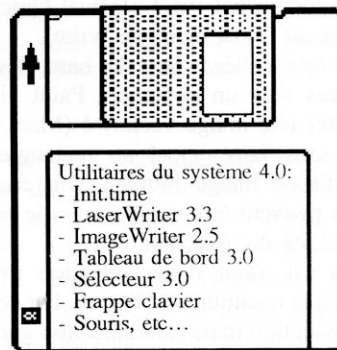 Utilitaires du système 4.0:
- Init.time
- LaserWriter 3.3
- ImageWriter 2.5
- Tableau de bord 3.0
- Sélecteur 3.0
- Frappe clavier
- Souris, etc...